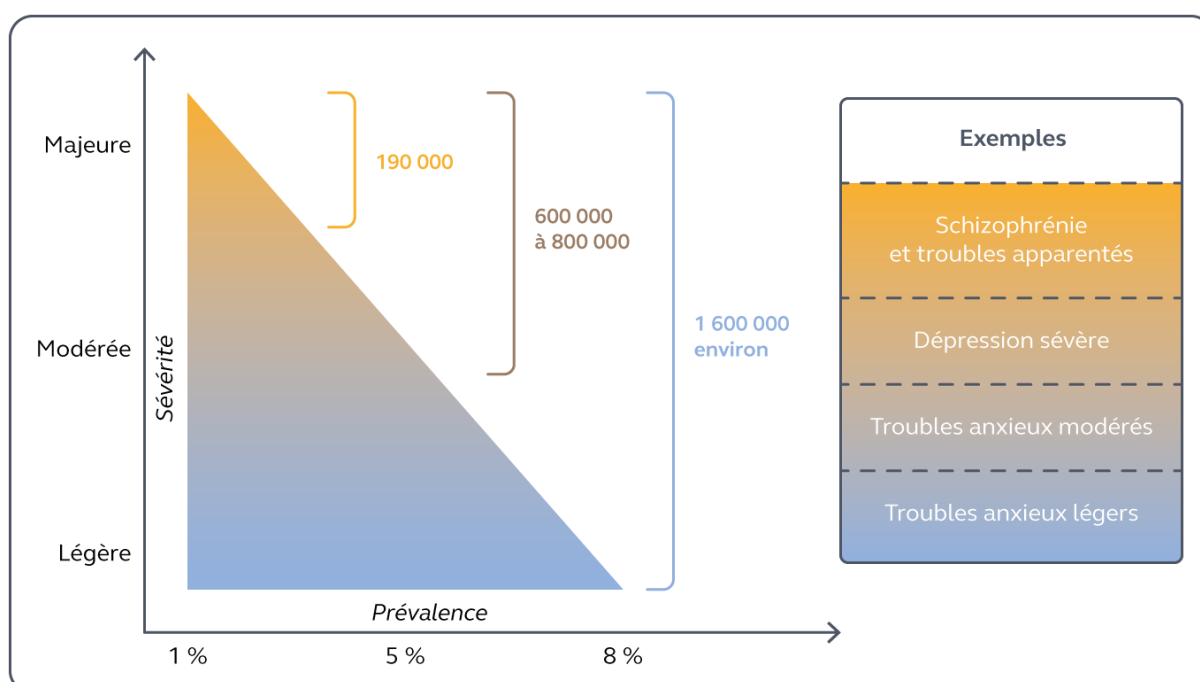 Majeure
Modérée
Légère
Sévérité
190 000
600 000
à 800 000
1 600 000
environ
Prévalence
1 %
5 %
8 %
Exemples
Schizophrénie
et troubles apparentés
Dépression sévère
Troubles anxieux modérés
Troubles anxieux légers